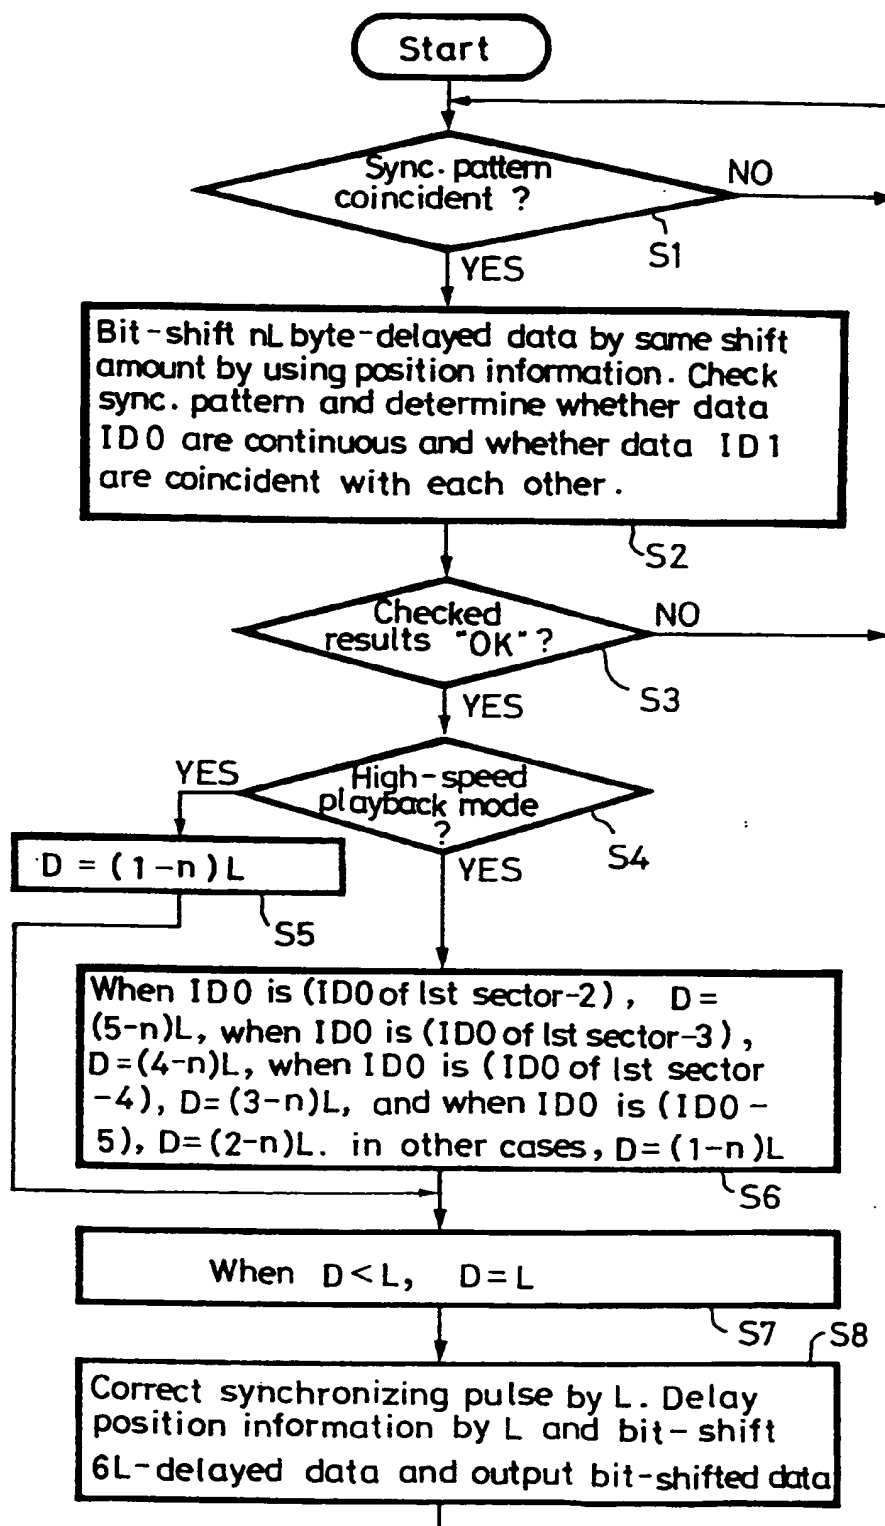 Start
Sync. pattern
coincident ?
NO
S1
YES
Bit-shift nL byte-delayed data by same shift
amount by using position information. Check
sync. pattern and determine whether data
ID0 are continuous and whether data ID1
are coincident with each other.
S2
Checked
results "OK" ?
NO
S3
YES
YES
High-speed
playback mode
?
S4
YES
D = (1-n)L
S5
When ID0 is (ID0 of lst sector-2), D=
(5-n)L, when ID0 is (ID0 of lst sector-3),
D=(4-n)L, when ID0 is (ID0 of lst sector
-4), D=(3-n)L, and when ID0 is (ID0-
5), D=(2-n)L. in other cases, D=(1-n)L
S6
When D<L, D=L
S7
S8
Correct synchronizing pulse by L. Delay
position information by L and bit-shift
6L-delayed data and output bit-shifted data